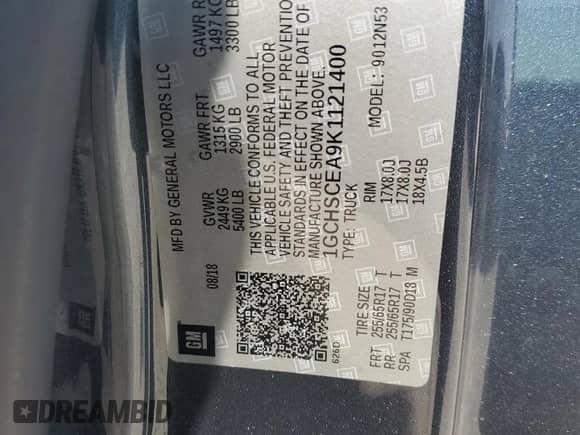 MFD BY GENERAL MOTORS LLC
08/18
GVWR GAWR FRT GAWR RR
2449 KG 1315 KG 1497 KG
5400 LB 2900 LB 3300 LB
THIS VEHICLE CONFORMS TO ALL
APPLICABLE U.S. FEDERAL MOTOR
VEHICLE SAFETY AND THEFT PREVENTION
STANDARDS IN EFFECT ON THE DATE OF
MANUFACTURE SHOWN ABOVE.
1GCHSCEA9K1121400
TYPE: TRUCK MODEL: 9012N53
TIRE SIZE RIM
FRT 255/65R17 T 17X8.0J
RR 255/65R17 T 17X8.0J
SPA T175/90D18 M 18X4.5B
626D
GM
DREAMBID